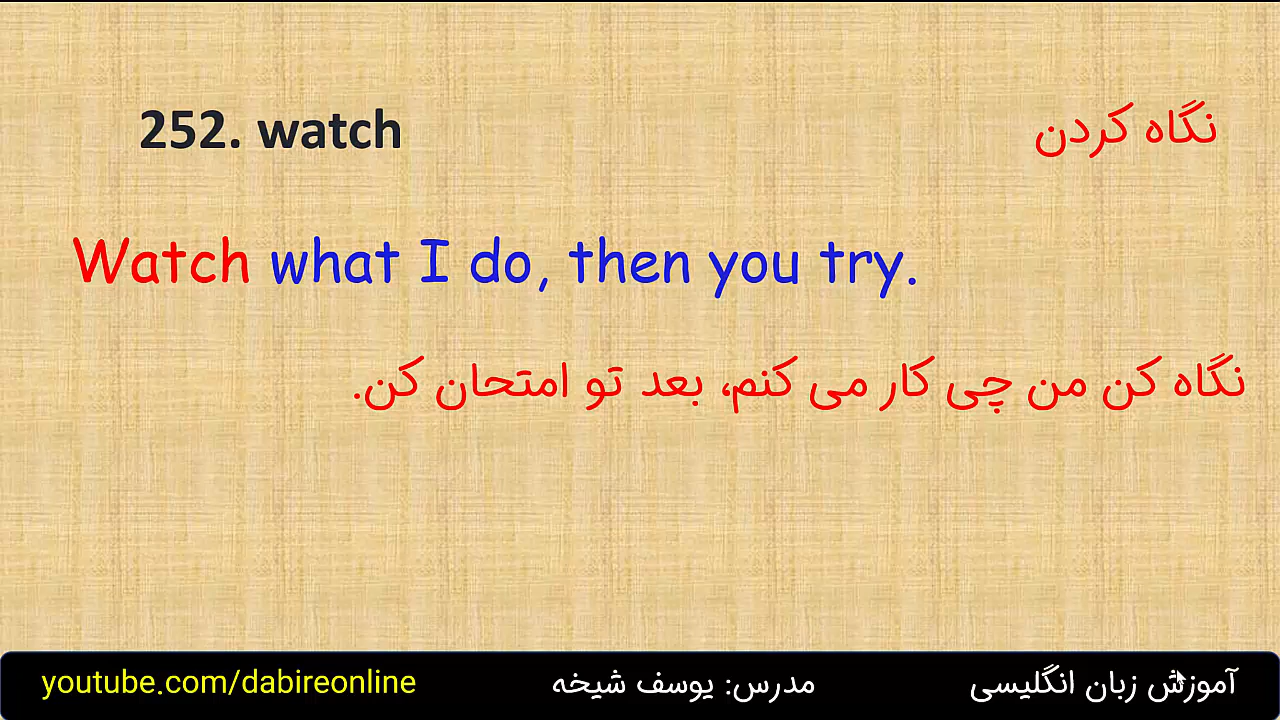 252. watch نگاه کردن
Watch what I do, then you try.
نگاه کن من چی کار می کنم، بعد تو امتحان کن.
youtube.com/dabireonline مدرس: یوسف شیخه آموزش زبان انگلیسی